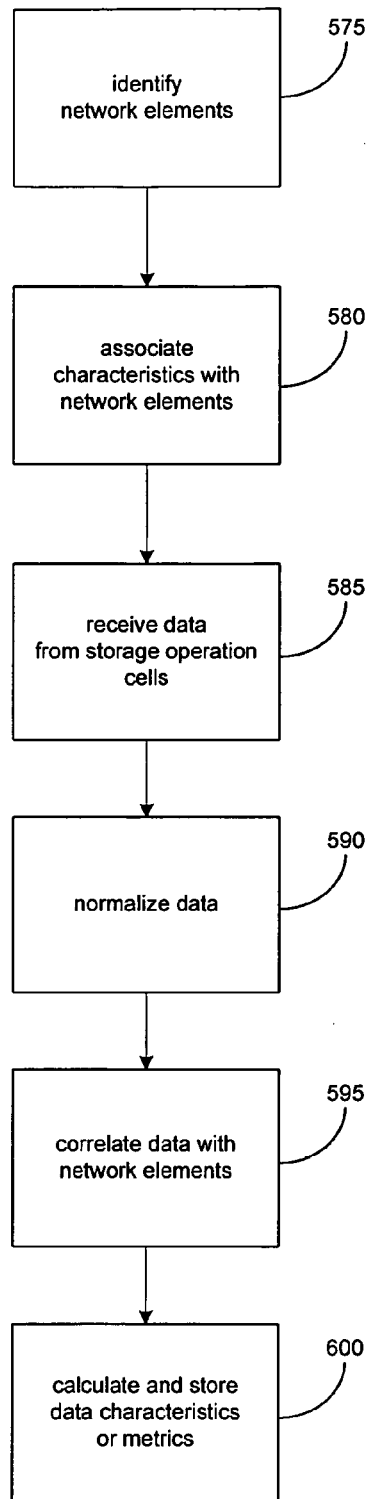 575
identify
network elements
580
associate
characteristics with
network elements
585
receive data
from storage operation
cells
590
normalize data
595
correlate data with
network elements
600
calculate and store
data characteristics
or metrics